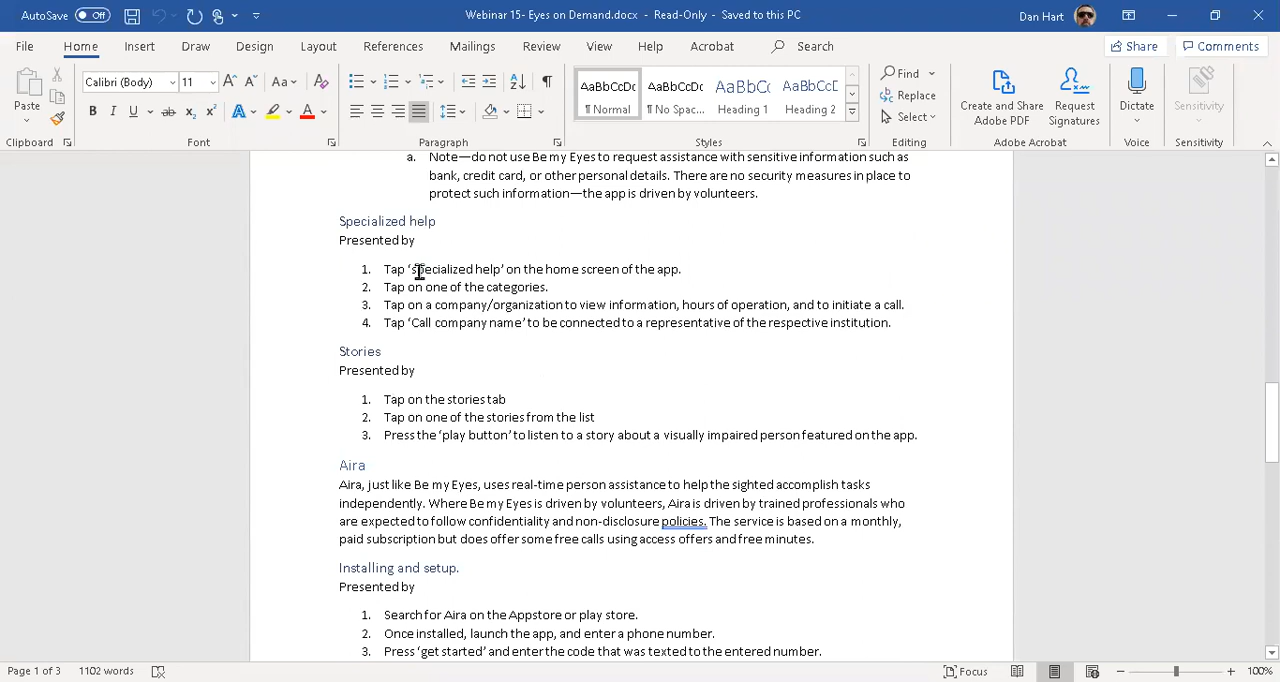 AutoSave Off
Webinar 15- Eyes on Demand.docx - Read-Only - Saved to this PC
Dan Hart
File Home Insert Draw Design Layout References Mailings Review View Help Acrobat Search Share Comments
Calibri (Body) 11
Paste
AaBbCcDc AaBbCcDc AaBbCc AaBbCcE
¶ Normal ¶ No Spac... Heading 1 Heading 2
Find
Replace
Select
Create and Share Adobe PDF
Request Signatures
Dictate
Sensitivity
Clipboard Font Paragraph Styles Editing Adobe Acrobat Voice Sensitivity
a. Note—do not use Be my Eyes to request assistance with sensitive information such as
bank, credit card, or other personal details. There are no security measures in place to
protect such information—the app is driven by volunteers.
Specialized help
Presented by
1. Tap ‘specialized help’ on the home screen of the app.
2. Tap on one of the categories.
3. Tap on a company/organization to view information, hours of operation, and to initiate a call.
4. Tap ‘Call company name’ to be connected to a representative of the respective institution.
Stories
Presented by
1. Tap on the stories tab
2. Tap on one of the stories from the list
3. Press the ‘play button’ to listen to a story about a visually impaired person featured on the app.
Aira
Aira, just like Be my Eyes, uses real-time person assistance to help the sighted accomplish tasks
independently. Where Be my Eyes is driven by volunteers, Aira is driven by trained professionals who
are expected to follow confidentiality and non-disclosure policies. The service is based on a monthly,
paid subscription but does offer some free calls using access offers and free minutes.
Installing and setup.
Presented by
1. Search for Aira on the Appstore or play store.
2. Once installed, launch the app, and enter a phone number.
3. Press ‘get started’ and enter the code that was texted to the entered number.
Page 1 of 3 1102 words Focus 100%